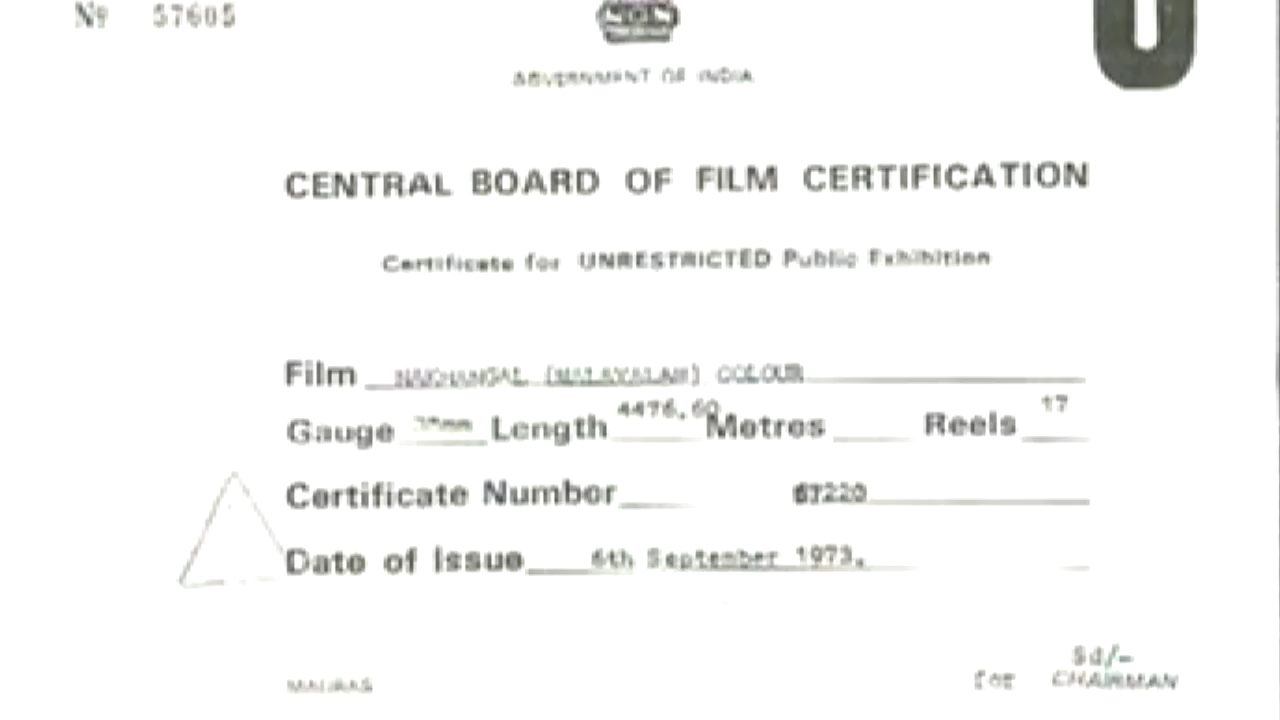 Nº 57605
U
GOVERNMENT OF INDIA
CENTRAL BOARD OF FILM CERTIFICATION
Certificate for UNRESTRICTED Public Exhibition
Film NAKHANGAL (MALAYALAM) COLOUR
Gauge Length 4476.60 Metres Reels 17
Certificate Number 67220
Date of Issue 6th September 1973.
Sd/-
MADRAS for CHAIRMAN